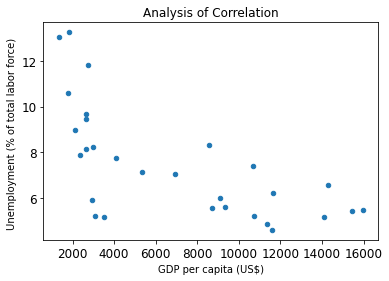 Analysis of Correlation
Unemployment (% of total labor force)
12
10
8
6
2000 4000 6000 8000 10000 12000 14000 16000
GDP per capita (US$)